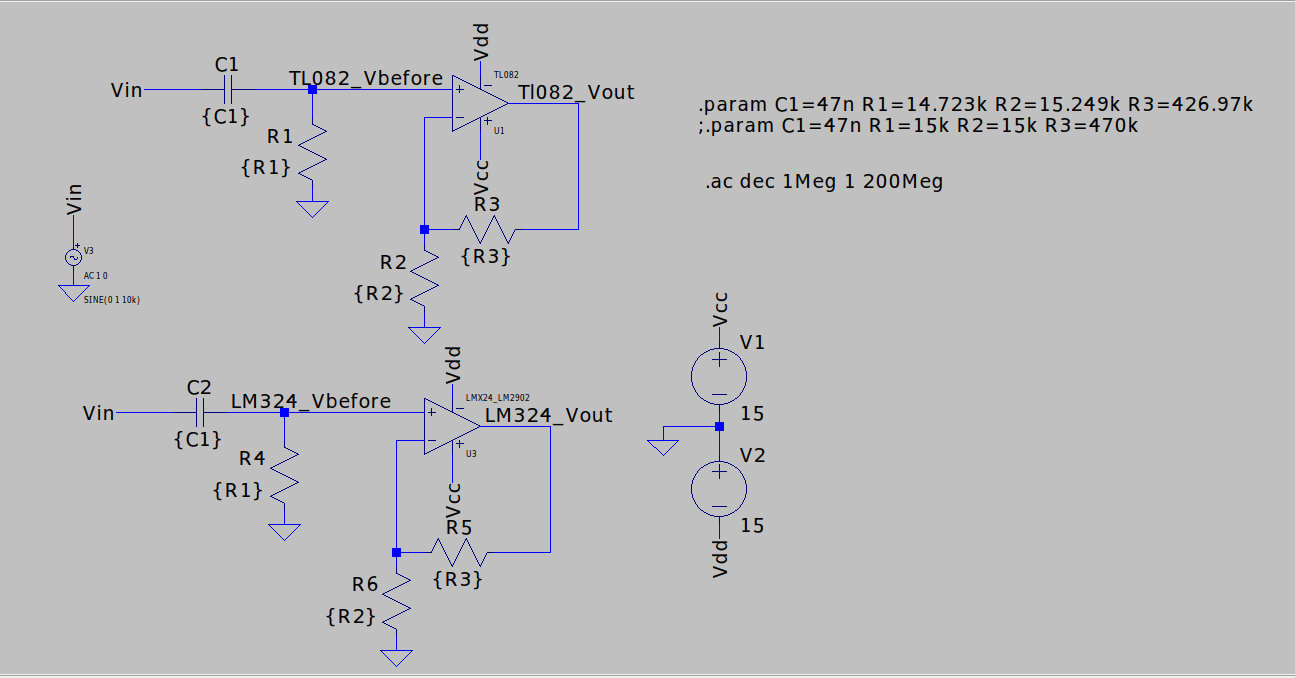 Vdd
C1
TL082_Vbefore
TL082
Vin
+
−
Tl082_Vout
{C1}
R1
−
+
U1
.param C1=47n R1=14.723k R2=15.249k R3=426.97k
;.param C1=47n R1=15k R2=15k R3=470k
{R1}
Vcc
.ac dec 1Meg 1 200Meg
Vin
R3
+
V3
{R3}
R2
AC 1 0
{R2}
SINE(0 1 10k)
Vcc
V1
+
−
15
Vdd
C2
LM324_Vbefore
LMX24_LM2902
Vin
+
−
LM324_Vout
{C1}
−
+
U3
R4
{R1}
Vcc
V2
+
−
15
Vdd
R5
{R3}
R6
{R2}